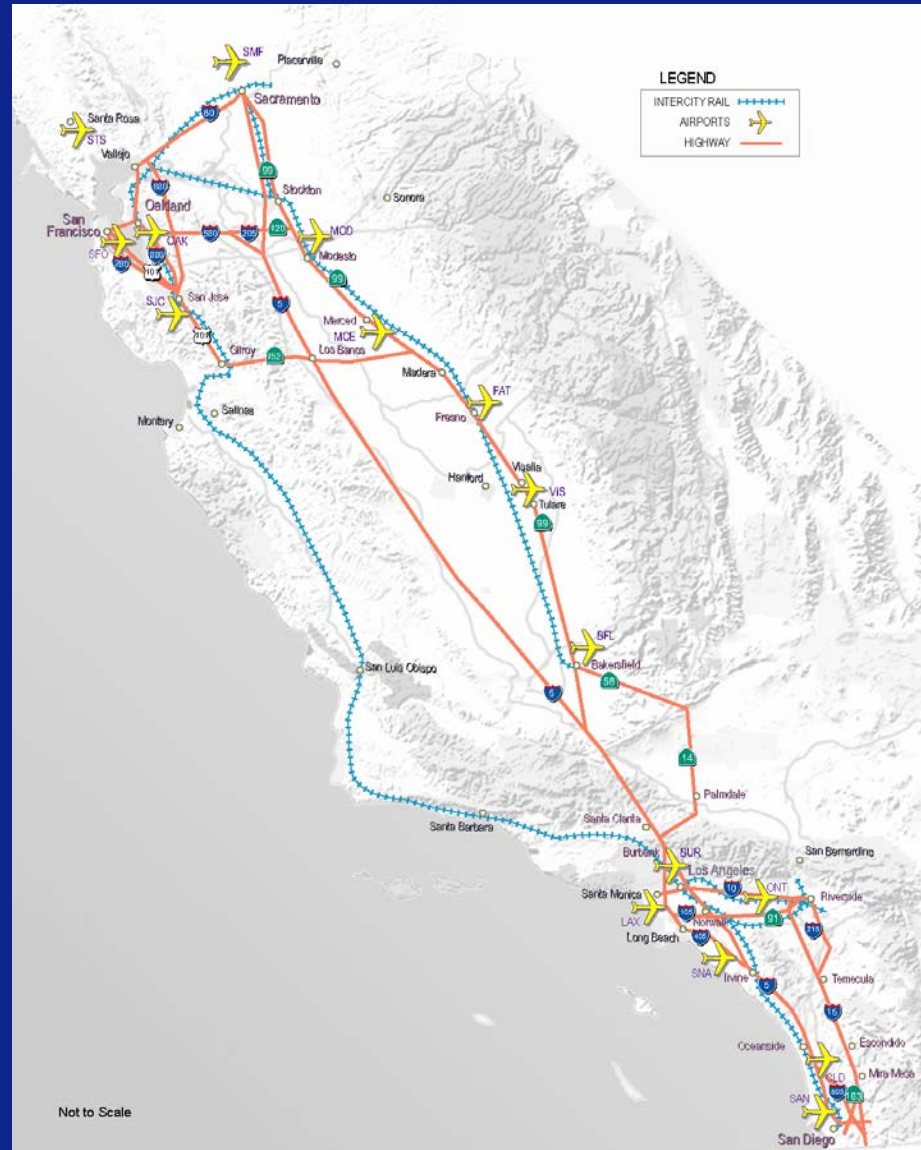 SMF
Placerville
LEGEND
INTERCITY RAIL
AIRPORTS
HIGHWAY
Sacramento
80
Santa Rosa
STS
Vallejo
99
680
Stockton
Sonora
Oakland
San
Francisco
OAK
580
205
120
MOD
SFO
280
880
101
Modesto
99
SJC
San Jose
5
Merced
MCE
101
Gilroy
152
Los Banos
Madera
FAT
Salinas
Fresno
Montery
Visalia
Hanford
VIS
Tulare
99
BFL
San Luis Obispo
Bakersfield
5
58
14
Palmdale
Santa Barbara
Santa Clarita
Burbank
BUR
San Bernardino
Los Angeles
Santa Monica
10
ONT
Riverside
LAX
105
Norwalk
91
Long Beach
405
215
SNA
Irvine
Temecula
5
15
Oceanside
Escondido
CLD
Mira Mesa
SAN
805
163
Not to Scale
San Diego